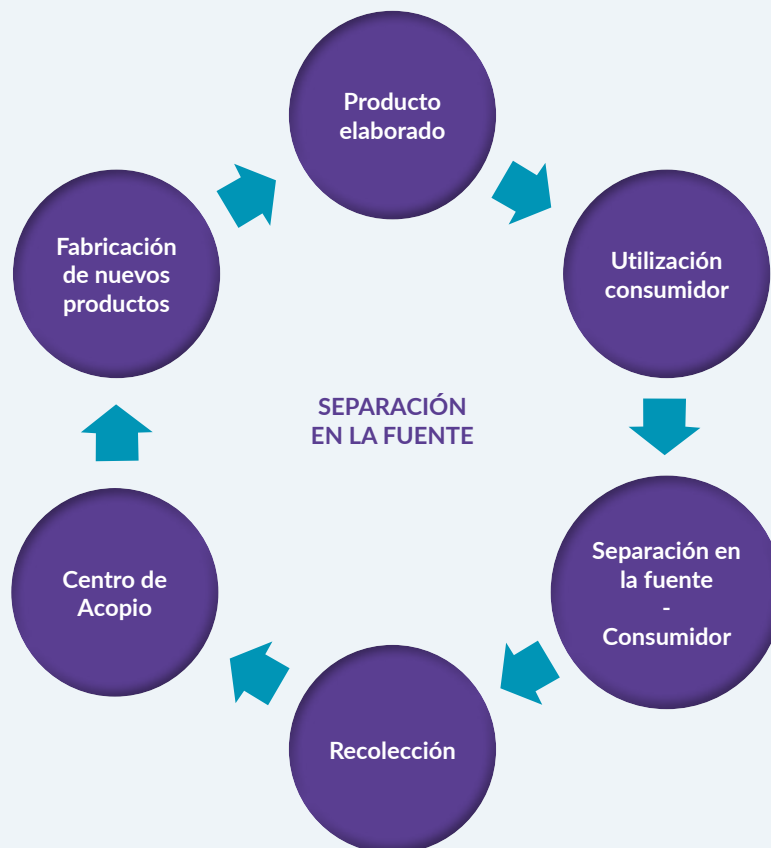 Producto
elaborado
Utilización
consumidor
Separación en
la fuente
-
Consumidor
Recolección
Centro de
Acopio
Fabricación
de nuevos
productos
SEPARACIÓN
EN LA FUENTE